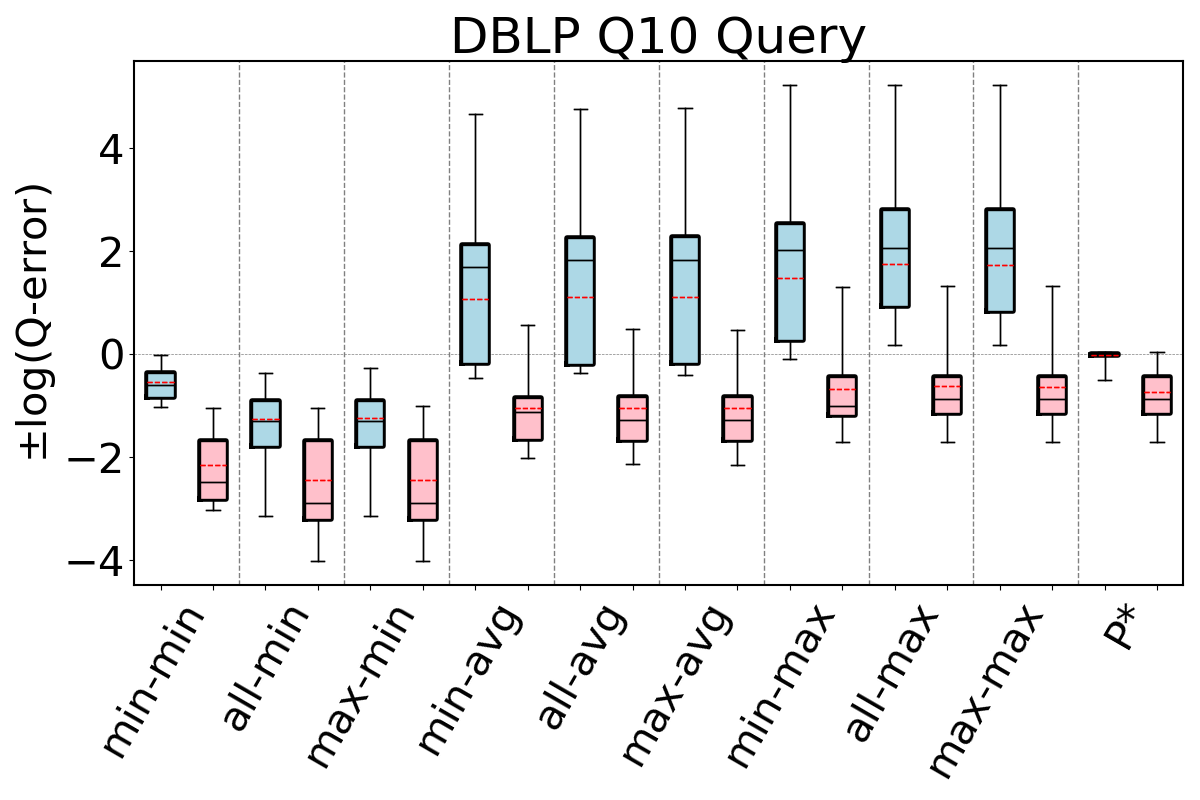 DBLP Q10 Query
±log(Q-error)
4
2
0
−2
−4
min-min
all-min
max-min
min-avg
all-avg
max-avg
min-max
all-max
max-max
P*